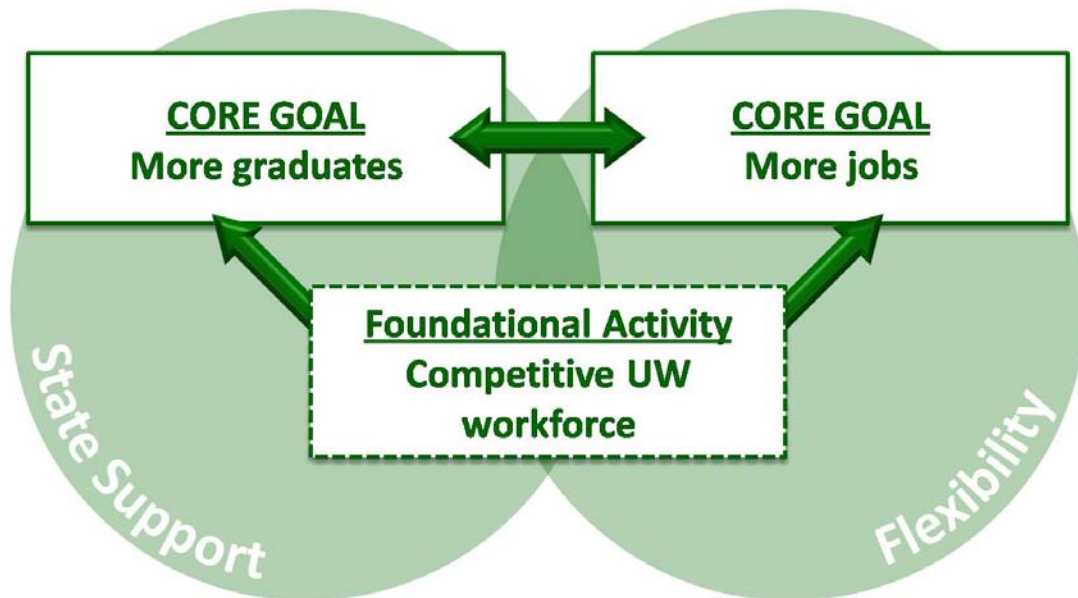 CORE GOAL
More graduates
CORE GOAL
More jobs
Foundational Activity
Competitive UW
workforce
State Support
Flexibility